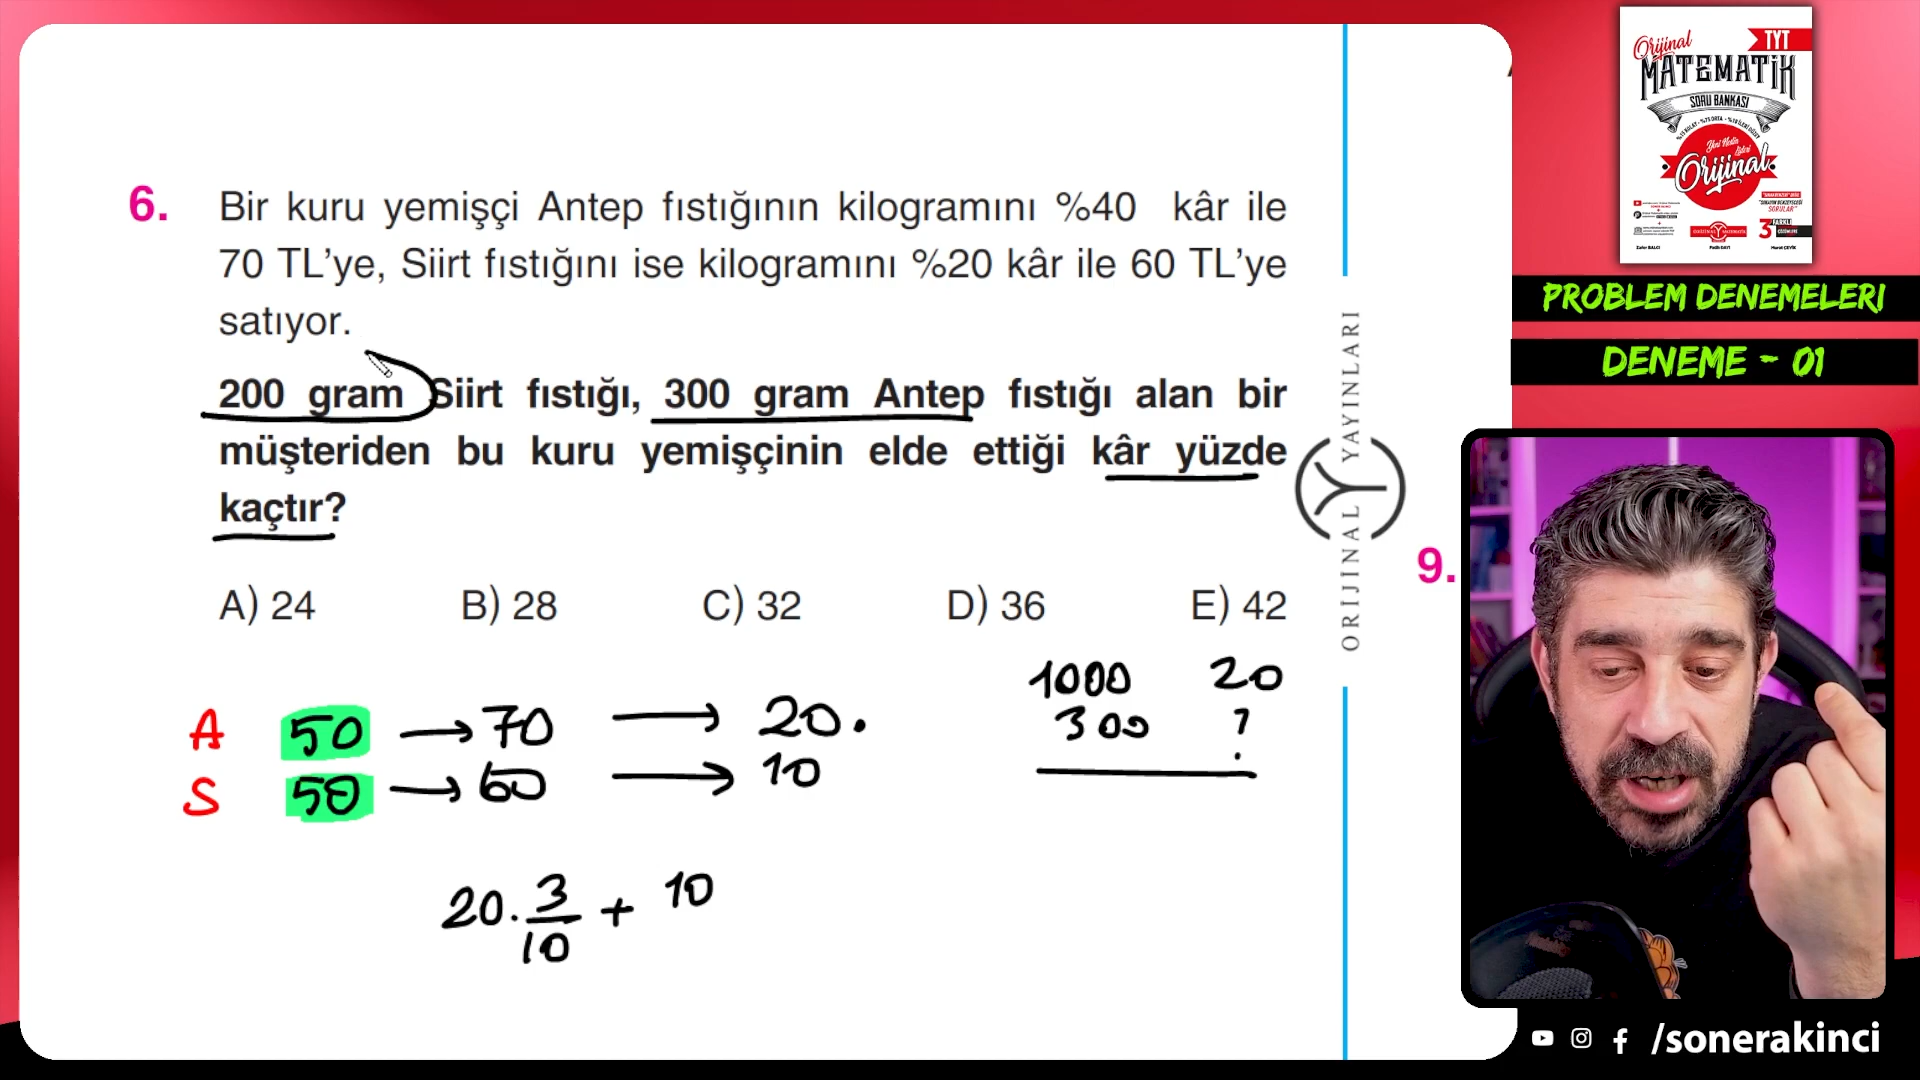 6. Bir kuru yemişçi Antep fıstığının kilogramını %40 kâr ile
70 TL'ye, Siirt fıstığını ise kilogramını %20 kâr ile 60 TL'ye
satıyor.
200 gram Siirt fıstığı, 300 gram Antep fıstığı alan bir
müşteriden bu kuru yemişçinin elde ettiği kâr yüzde
kaçtır?
A) 24 B) 28 C) 32 D) 36 E) 42
A 50 → 70 → 20.
S 50 → 60 → 10
1000 20
300 ?
20 . 3/10 + 10
ORİJİNAL YAYINLARI
9.
Orijinal
TYT
MATEMATİK
SORU BANKASI
Orijinal
PROBLEM DENEMELERI
DENEME - 01
/sonerakinci